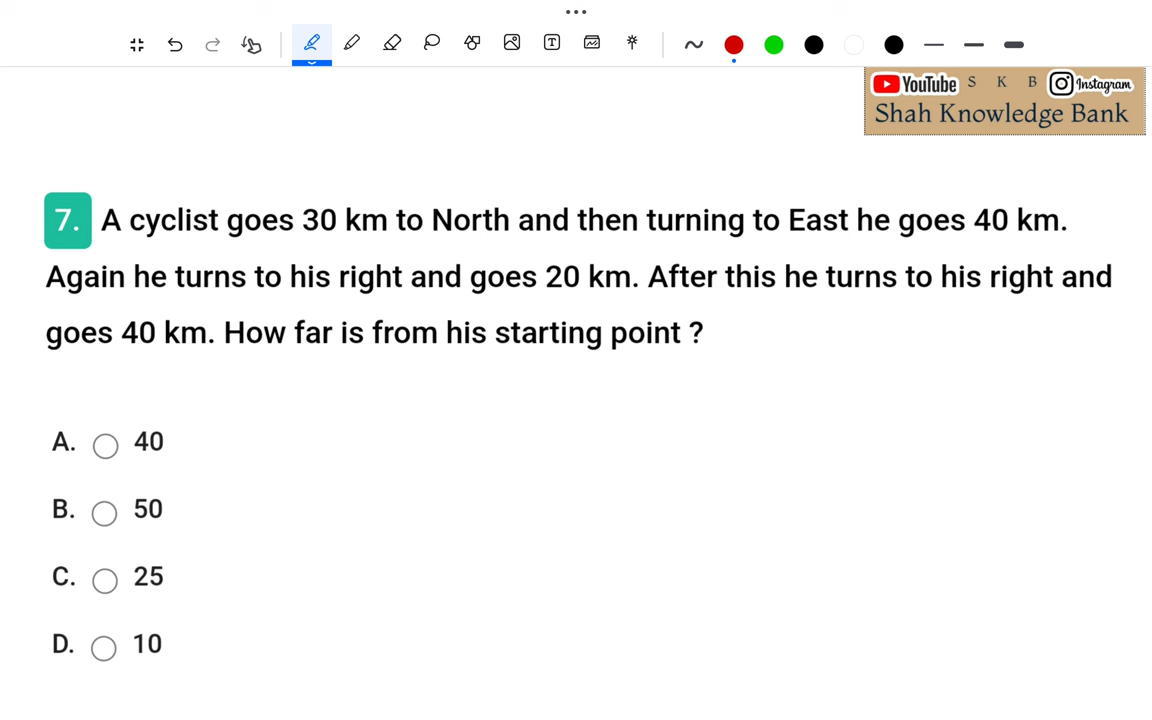 YouTube S K B Instagram
Shah Knowledge Bank
7. A cyclist goes 30 km to North and then turning to East he goes 40 km.
Again he turns to his right and goes 20 km. After this he turns to his right and
goes 40 km. How far is from his starting point ?
A. 40
B. 50
C. 25
D. 10